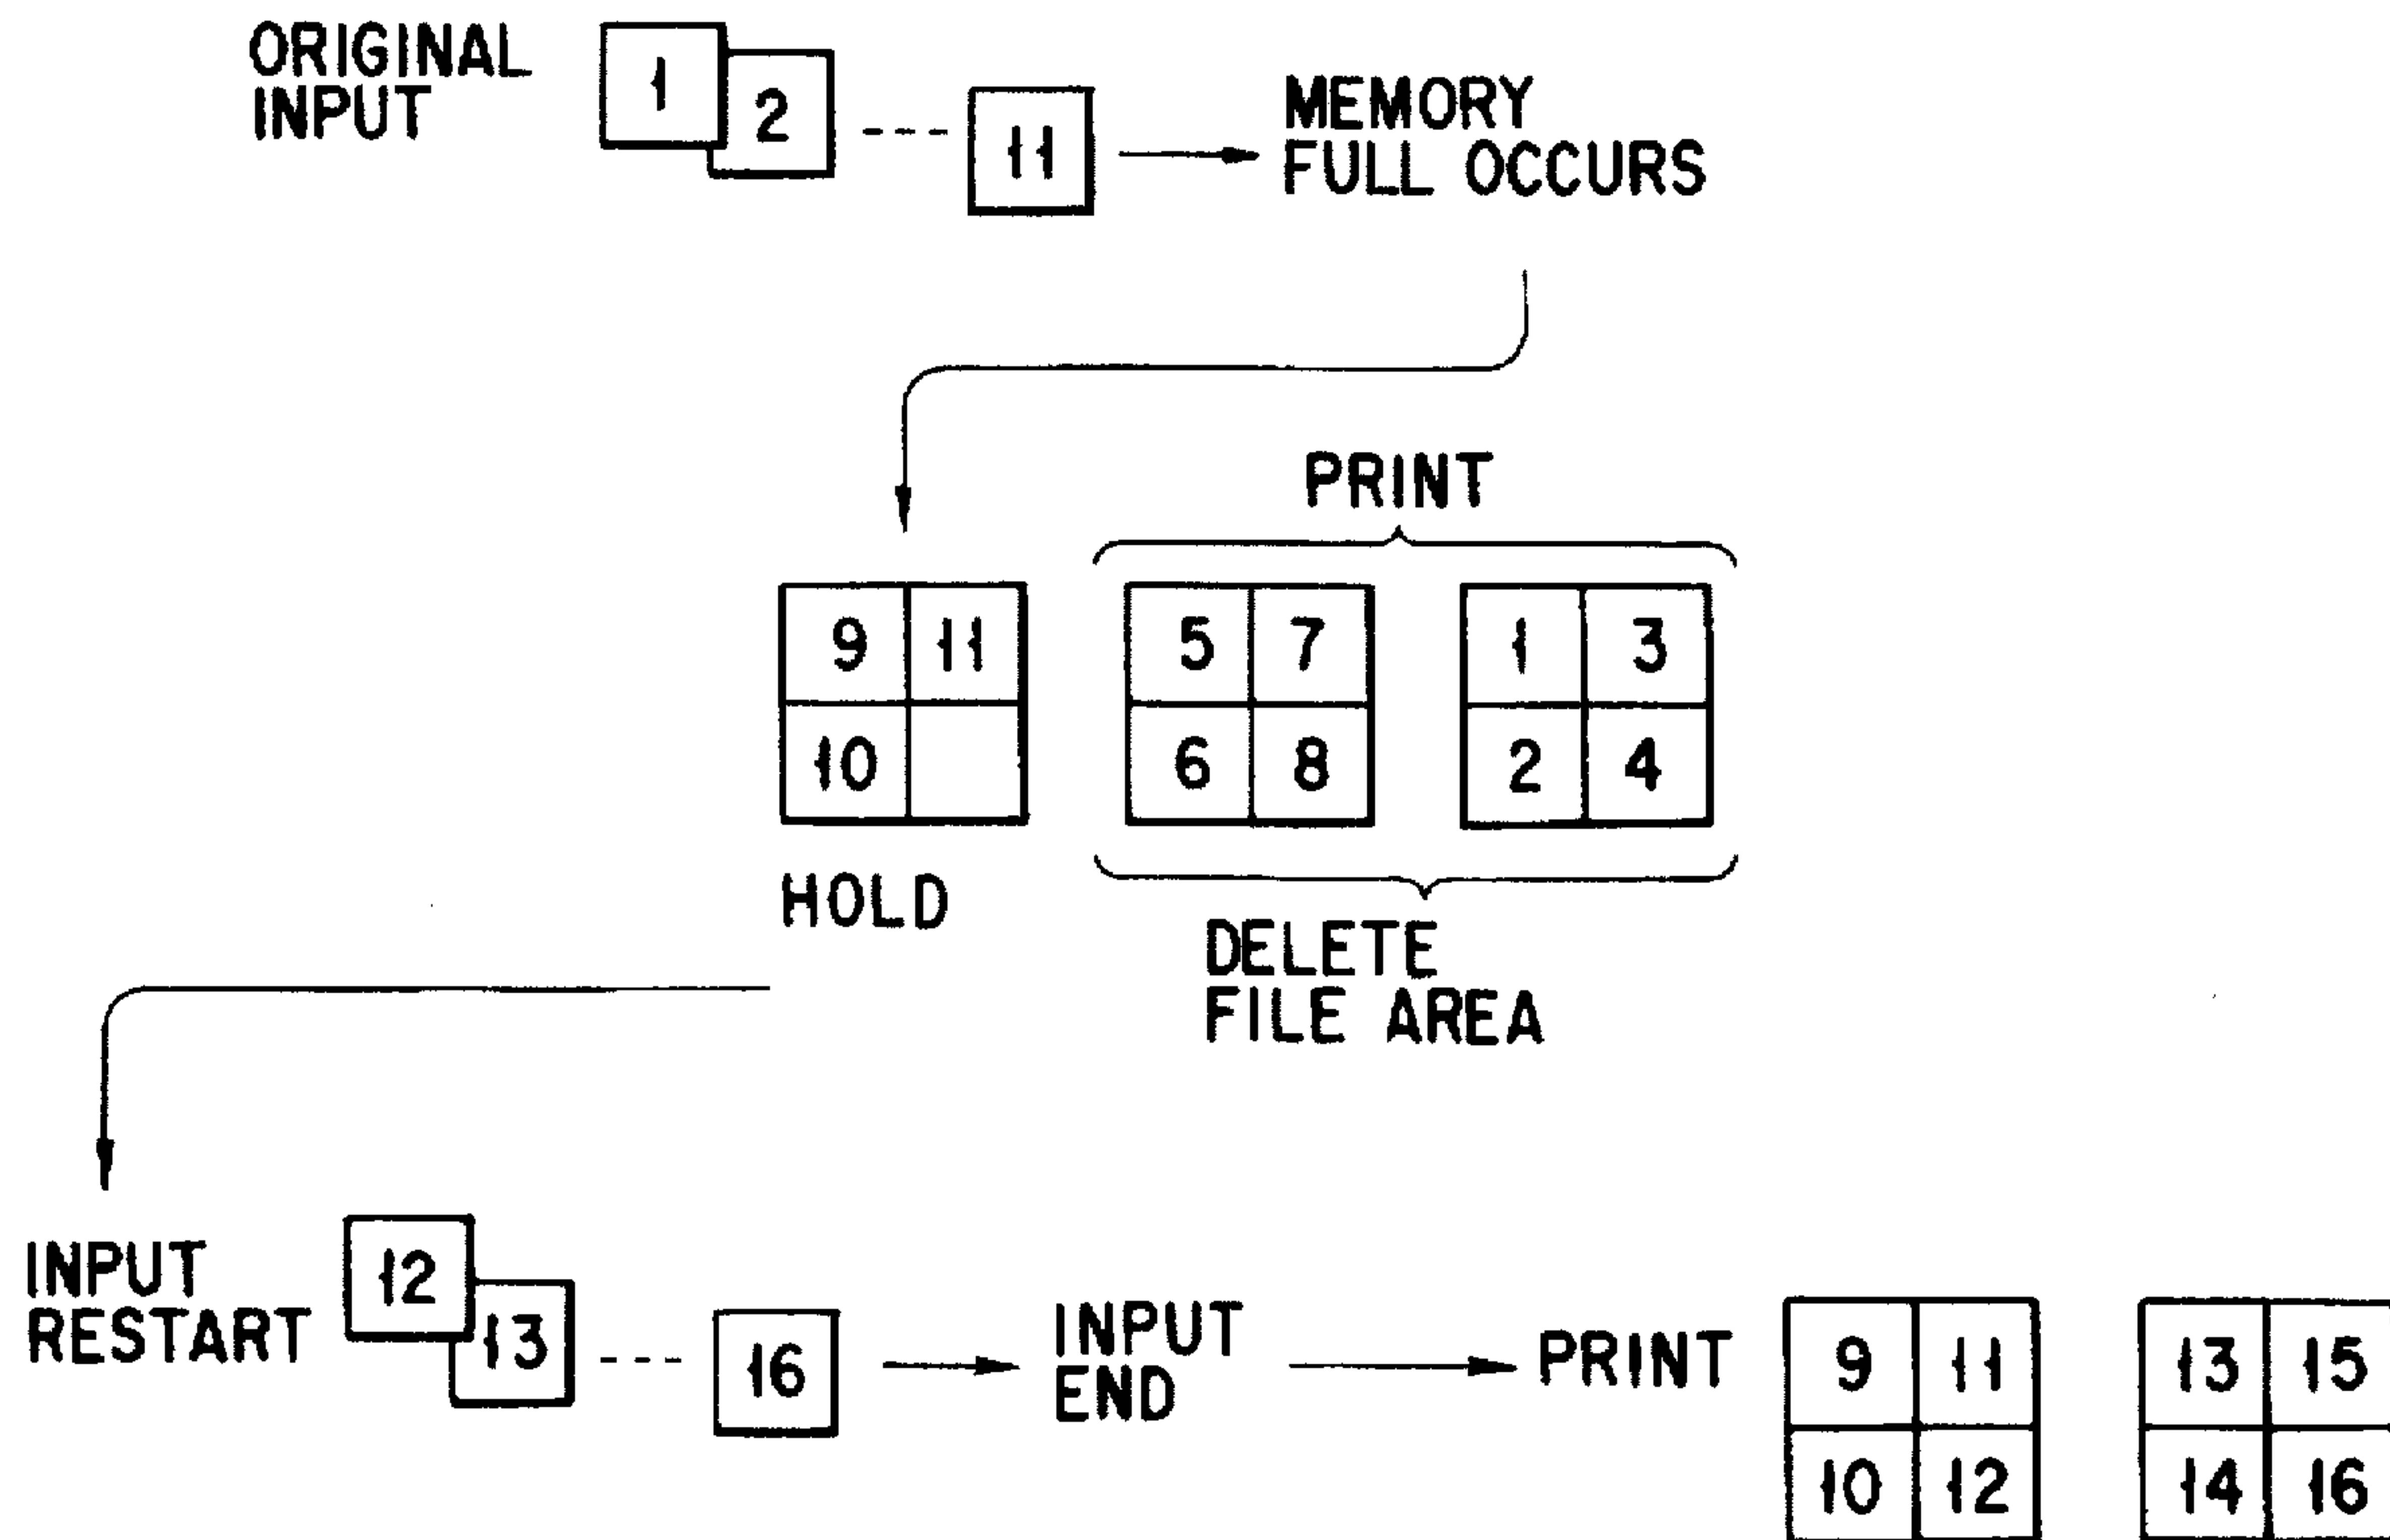 ORIGINAL
INPUT
1
2
11
MEMORY
FULL OCCURS
PRINT
9 11
10
5 7
6 8
1 3
2 4
HOLD
DELETE
FILE AREA
INPUT
RESTART
12
13
16
INPUT
END
PRINT
9 11
10 12
13 15
14 16